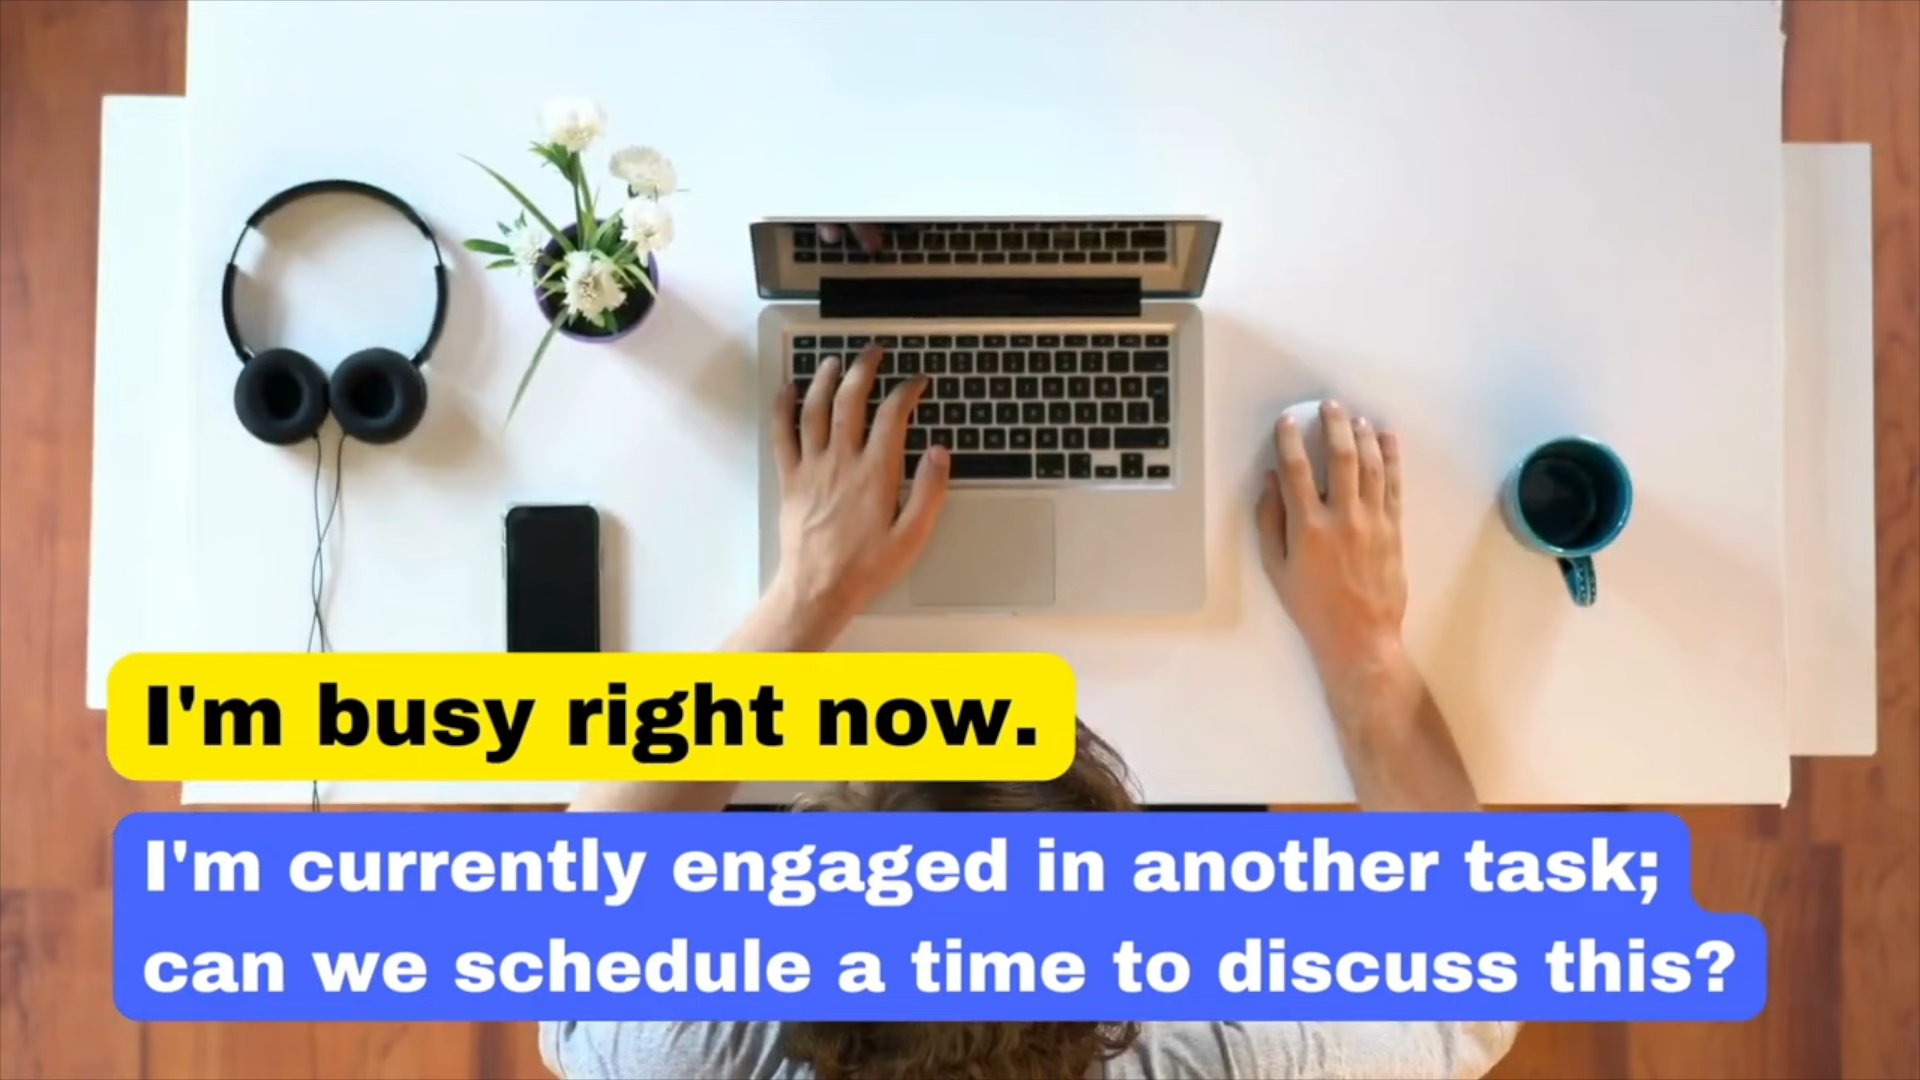 I'm busy right now.
I'm currently engaged in another task;
can we schedule a time to discuss this?